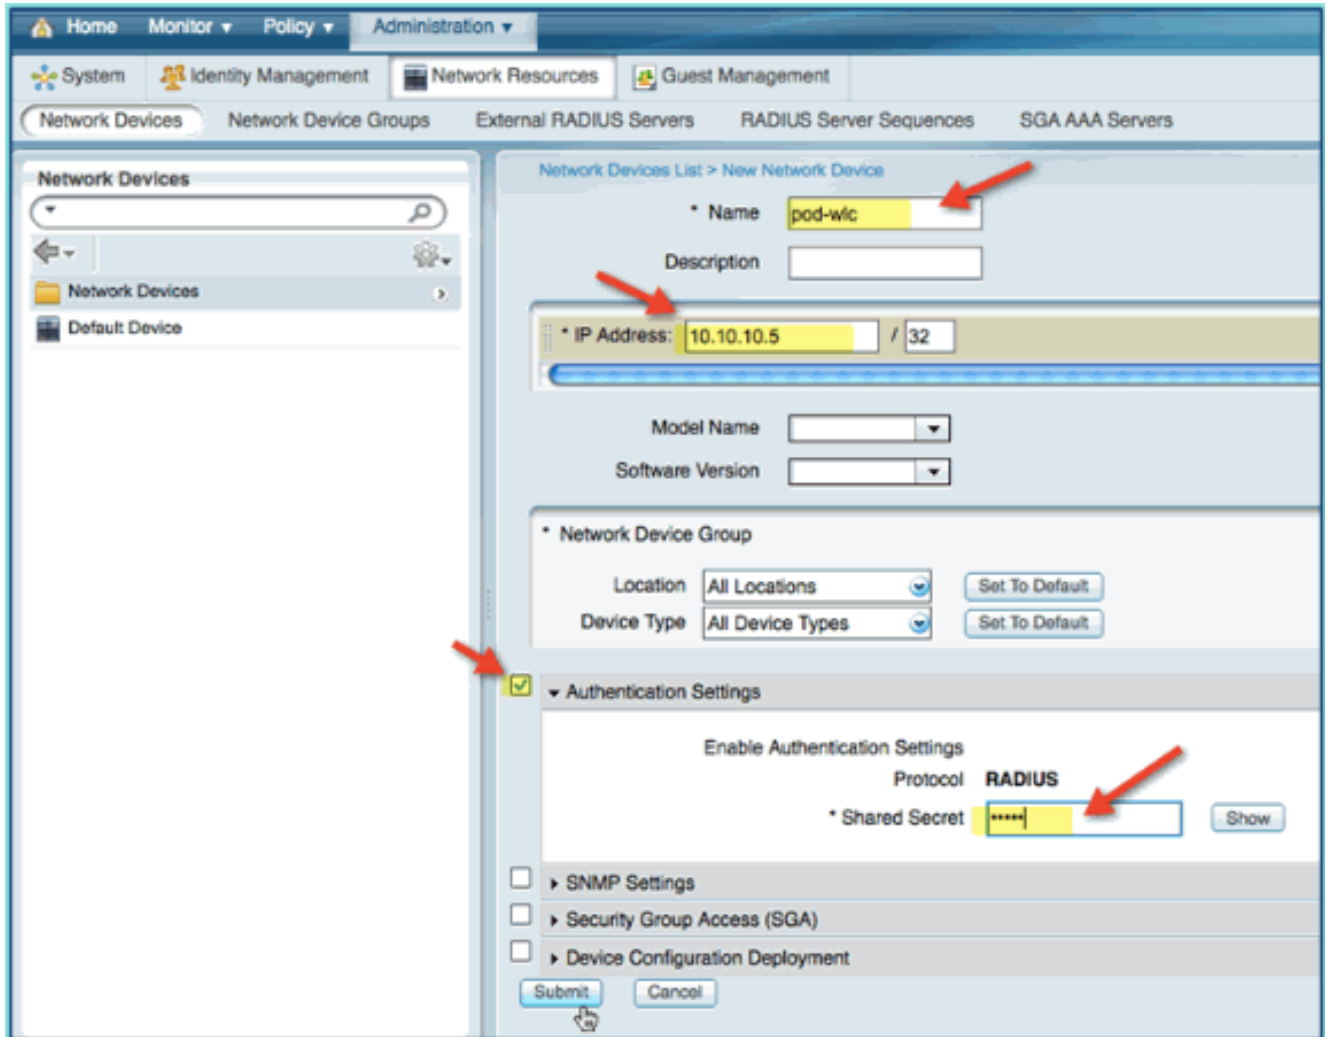 Home Monitor Policy Administration
System Identity Management Network Resources Guest Management
Network Devices Network Device Groups External RADIUS Servers RADIUS Server Sequences SGA AAA Servers
Network Devices
Network Devices
Default Device
Network Devices List > New Network Device
* Name pod-wlc
Description
* IP Address: 10.10.10.5 / 32
Model Name
Software Version
* Network Device Group
Location All Locations Set To Default
Device Type All Device Types Set To Default
Authentication Settings
Enable Authentication Settings
Protocol RADIUS
* Shared Secret ••••• Show
SNMP Settings
Security Group Access (SGA)
Device Configuration Deployment
Submit Cancel